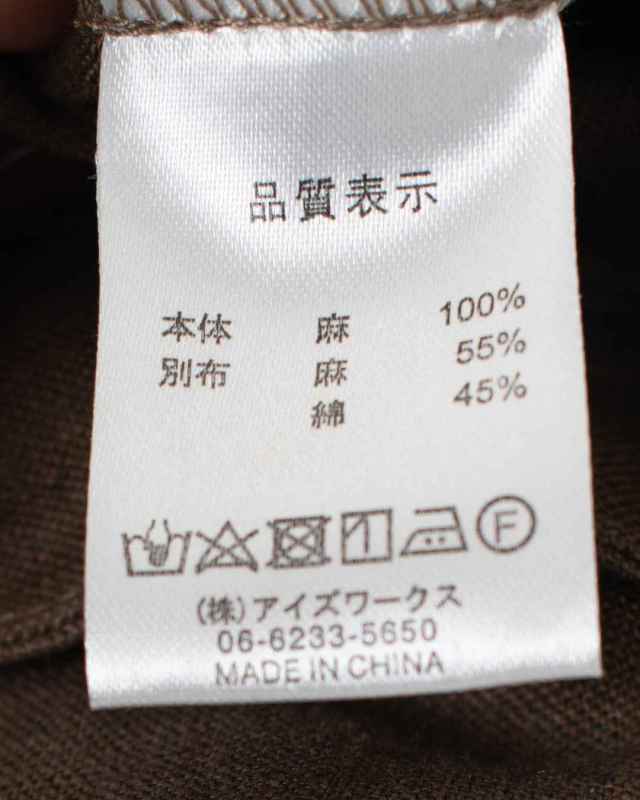 品質表示
本体 麻 100%
別布 麻 55%
綿 45%
F
(株)アイズワークス
06-6233-5650
MADE IN CHINA